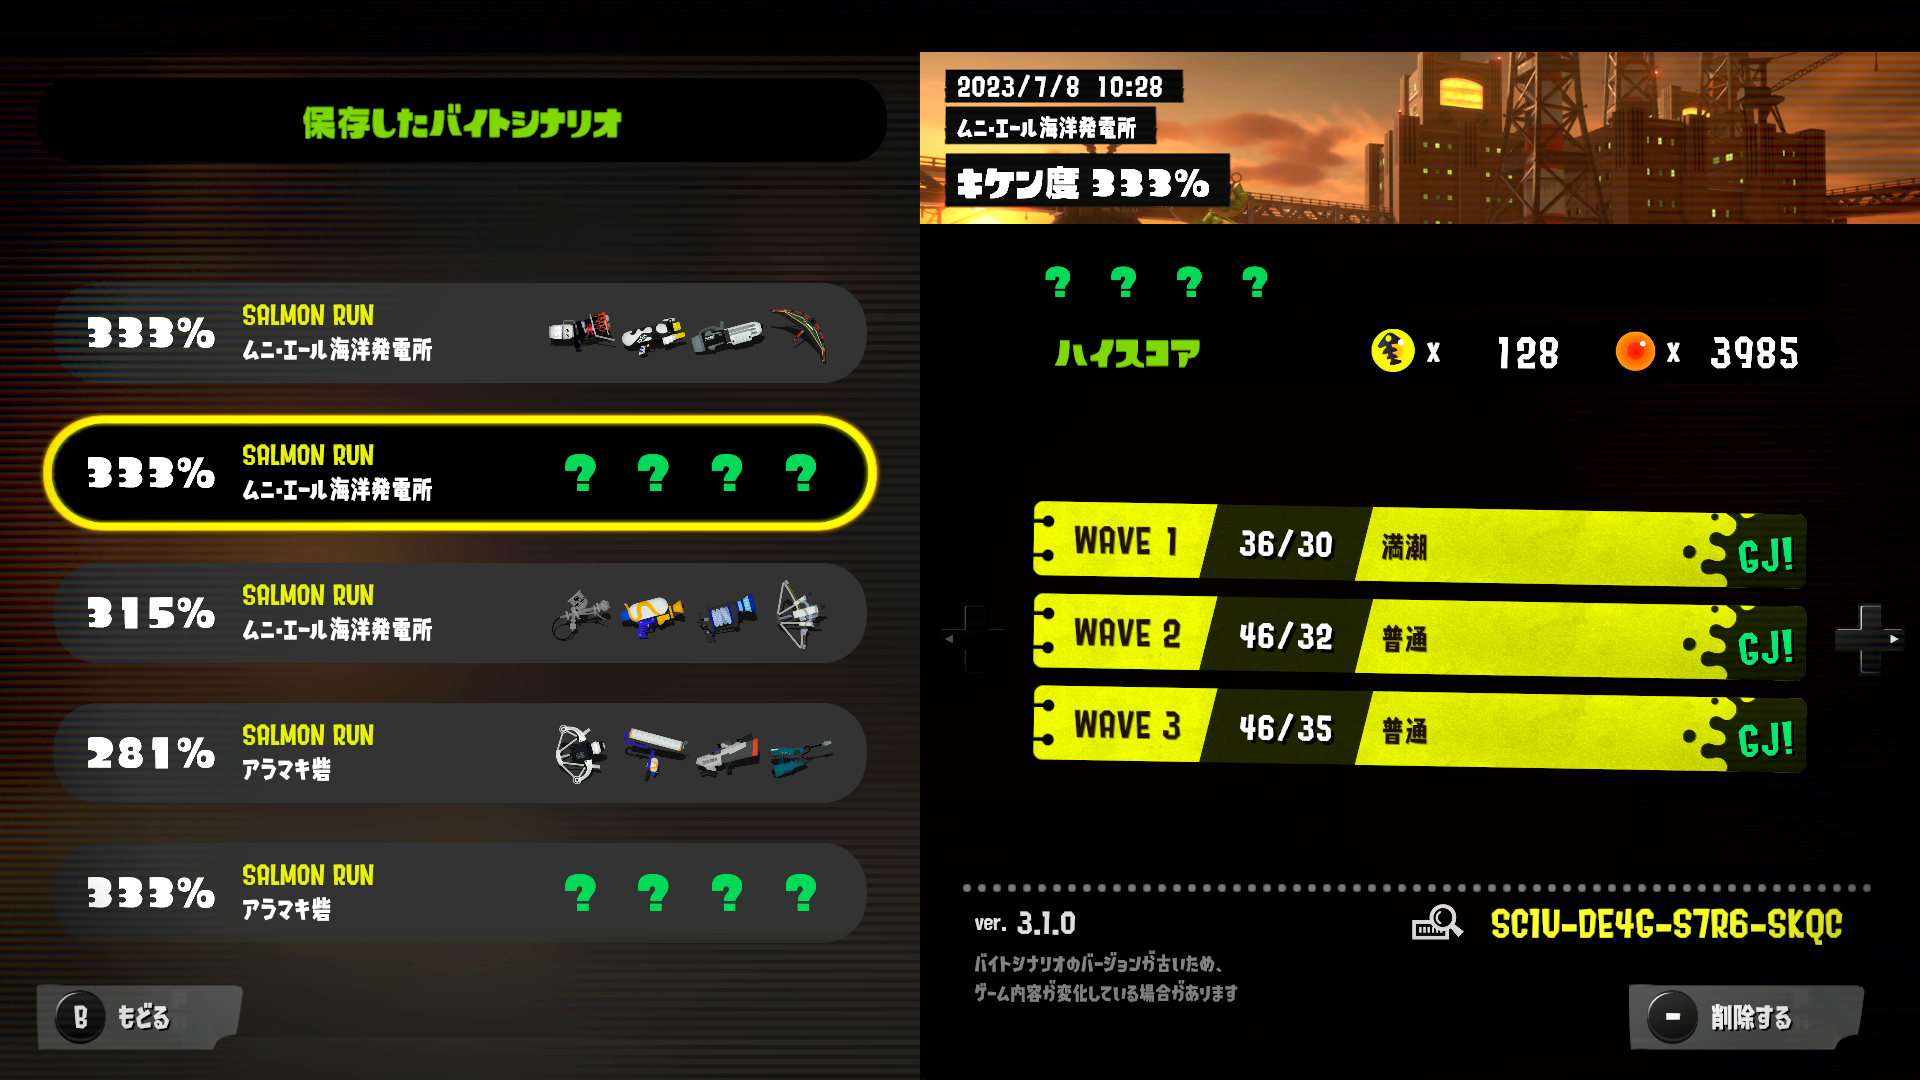 保存したバイトシナリオ
333%
SALMON RUN
ムニ・エール海洋発電所
333%
SALMON RUN
ムニ・エール海洋発電所
? ? ? ?
315%
SALMON RUN
ムニ・エール海洋発電所
281%
SALMON RUN
アラマキ砦
333%
SALMON RUN
アラマキ砦
? ? ? ?
B もどる
2023/7/8 10:28
ムニ・エール海洋発電所
キケン度 333%
? ? ? ?
ハイスコア x 128 x 3985
WAVE 1 36/30 満潮 GJ!
WAVE 2 46/32 普通 GJ!
WAVE 3 46/35 普通 GJ!
ver. 3.1.0
SC1U-DE4G-S7R6-SKQC
バイトシナリオのバージョンが古いため、
ゲーム内容が変化している場合があります
- 削除する